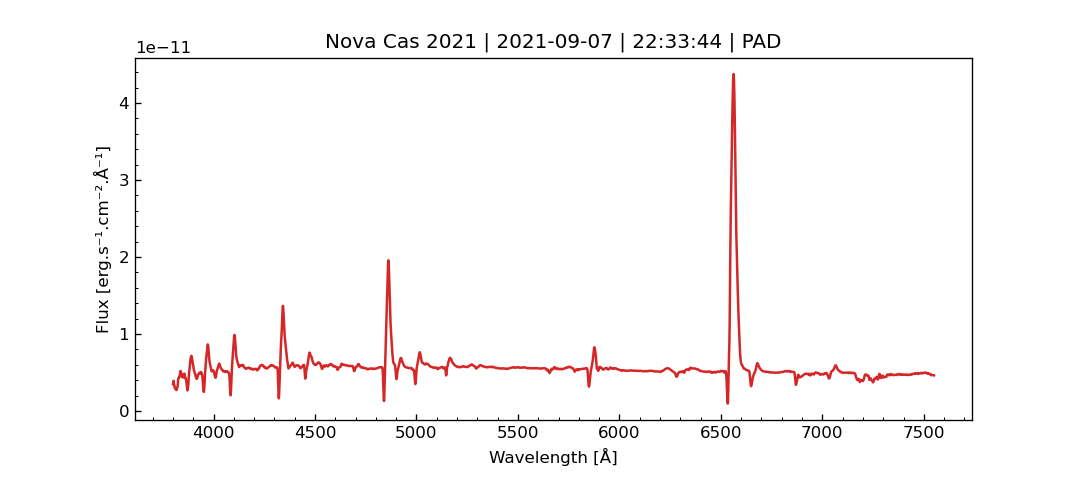 Nova Cas 2021 | 2021-09-07 | 22:33:44 | PAD
1e−11
4
3
2
1
0
Flux [erg.s⁻¹.cm⁻².Å⁻¹]
4000 4500 5000 5500 6000 6500 7000 7500
Wavelength [Å]